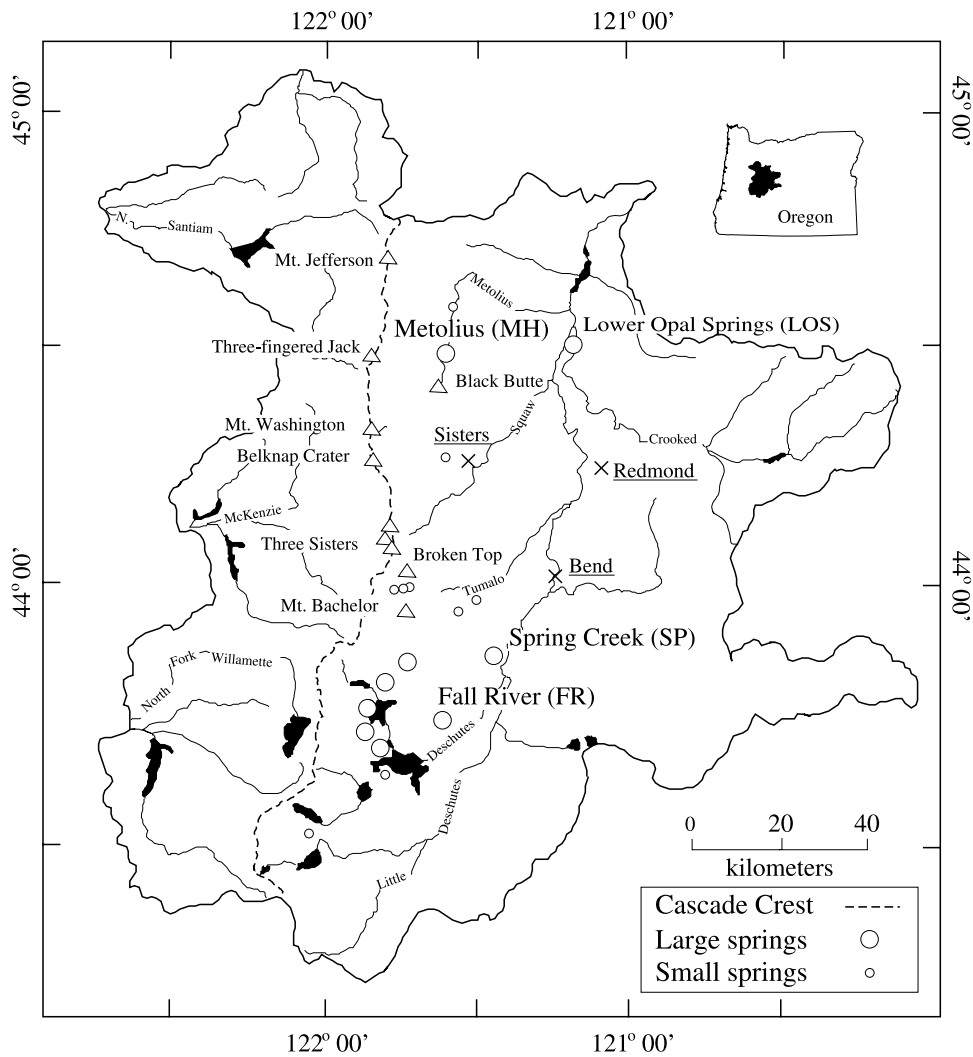 122° 00'
121° 00'
45° 00'
45° 00'
Oregon
N.
Santiam
Mt. Jefferson
Metolius
Metolius (MH)
Lower Opal Springs (LOS)
Three-fingered Jack
Black Butte
Squaw
Mt. Washington
Sisters
Crooked
Belknap Crater
Redmond
McKenzie
Three Sisters
Broken Top
Bend
44° 00'
44° 00'
Tumalo
Mt. Bachelor
Spring Creek (SP)
North Fork Willamette
Fall River (FR)
Deschutes
Little Deschutes
0 20 40
kilometers
Cascade Crest
Large springs
Small springs
122° 00'
121° 00'